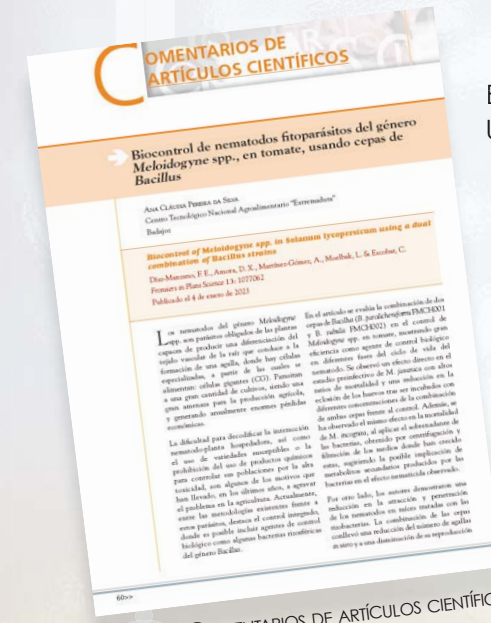 COMENTARIOS DE
ARTÍCULOS CIENTÍFICOS
Biocontrol de nematodos fitoparásitos del género
Meloidogyne spp., en tomate, usando cepas de
Bacillus
ANA CLÁUDIA PEREIRA DA SILVA
Centro Tecnológico Nacional Agroalimentario "Extremadura"
Badajoz
Biocontrol of Meloidogyne spp. in Solanum lycopersicum using a dual
combination of Bacillus strains
Díaz-Manzano, F. E., Amora, D. X., Martínez-Gómez, A., Moelbak, L. & Escobar, C.
Frontiers in Plant Science 13: 1077062
Publicado el 4 de enero de 2023
Los nematodos del género Meloidogyne
spp. son parásitos obligados de las plantas
capaces de producir una diferenciación del
tejido vascular de la raíz que conduce a la
formación de una agalla, donde hay células
especializadas, a partir de las cuales se
alimentan: células gigantes (CG). Parasitan
a una gran cantidad de cultivos, siendo una
gran amenaza para la producción agrícola,
y generando anualmente enormes pérdidas
económicas.
La dificultad para decodificar la interacción
nematodo-planta hospedadora, así como
el uso de variedades susceptibles o la
prohibición del uso de productos químicos
para controlar sus poblaciones por la alta
toxicidad, son algunos de los motivos que
han llevado, en los últimos años, a agravar
el problema en la agricultura. Actualmente,
entre las metodologías existentes frente a
estos parásitos, destaca el control integrado,
donde es posible incluir agentes de control
biológico como algunas bacterias rizosféricas
del género Bacillus.
En el artículo se evalúa la combinación de dos
cepas de Bacillus (B. paralicheniformis FMCH001
y B. subtilis FMCH002) en el control de
Meloidogyne spp. en tomate, mostrando gran
eficiencia como agente de control biológico
en diferentes fases del ciclo de vida del
nematodo. Se observó un efecto directo en el
estadio preinfectivo de M. javanica con altos
ratios de mortalidad y una reducción en la
eclosión de los huevos tras ser incubados con
diferentes concentraciones de la combinación
de ambas cepas frente al control. Además, se
ha observado el mismo efecto en la mortalidad
de M. incognita, al aplicar el sobrenadante de
las bacterias, obtenido por centrifugación y
filtración de los medios donde han crecido
estas, sugiriendo la posible implicación de
metabolitos secundarios producidos por las
bacterias en el efecto nematicida observado.
Por otro lado, los autores demostraron una
reducción en la atracción y penetración
de los nematodos en raíces tratadas con las
rizobacterias. La combinación de las cepas
conllevó una reducción del número de agallas
in suro y a una disminución de su reproducción
60>>
ENTARIOS DE ARTÍCULOS CIENTÍFIC
E
U